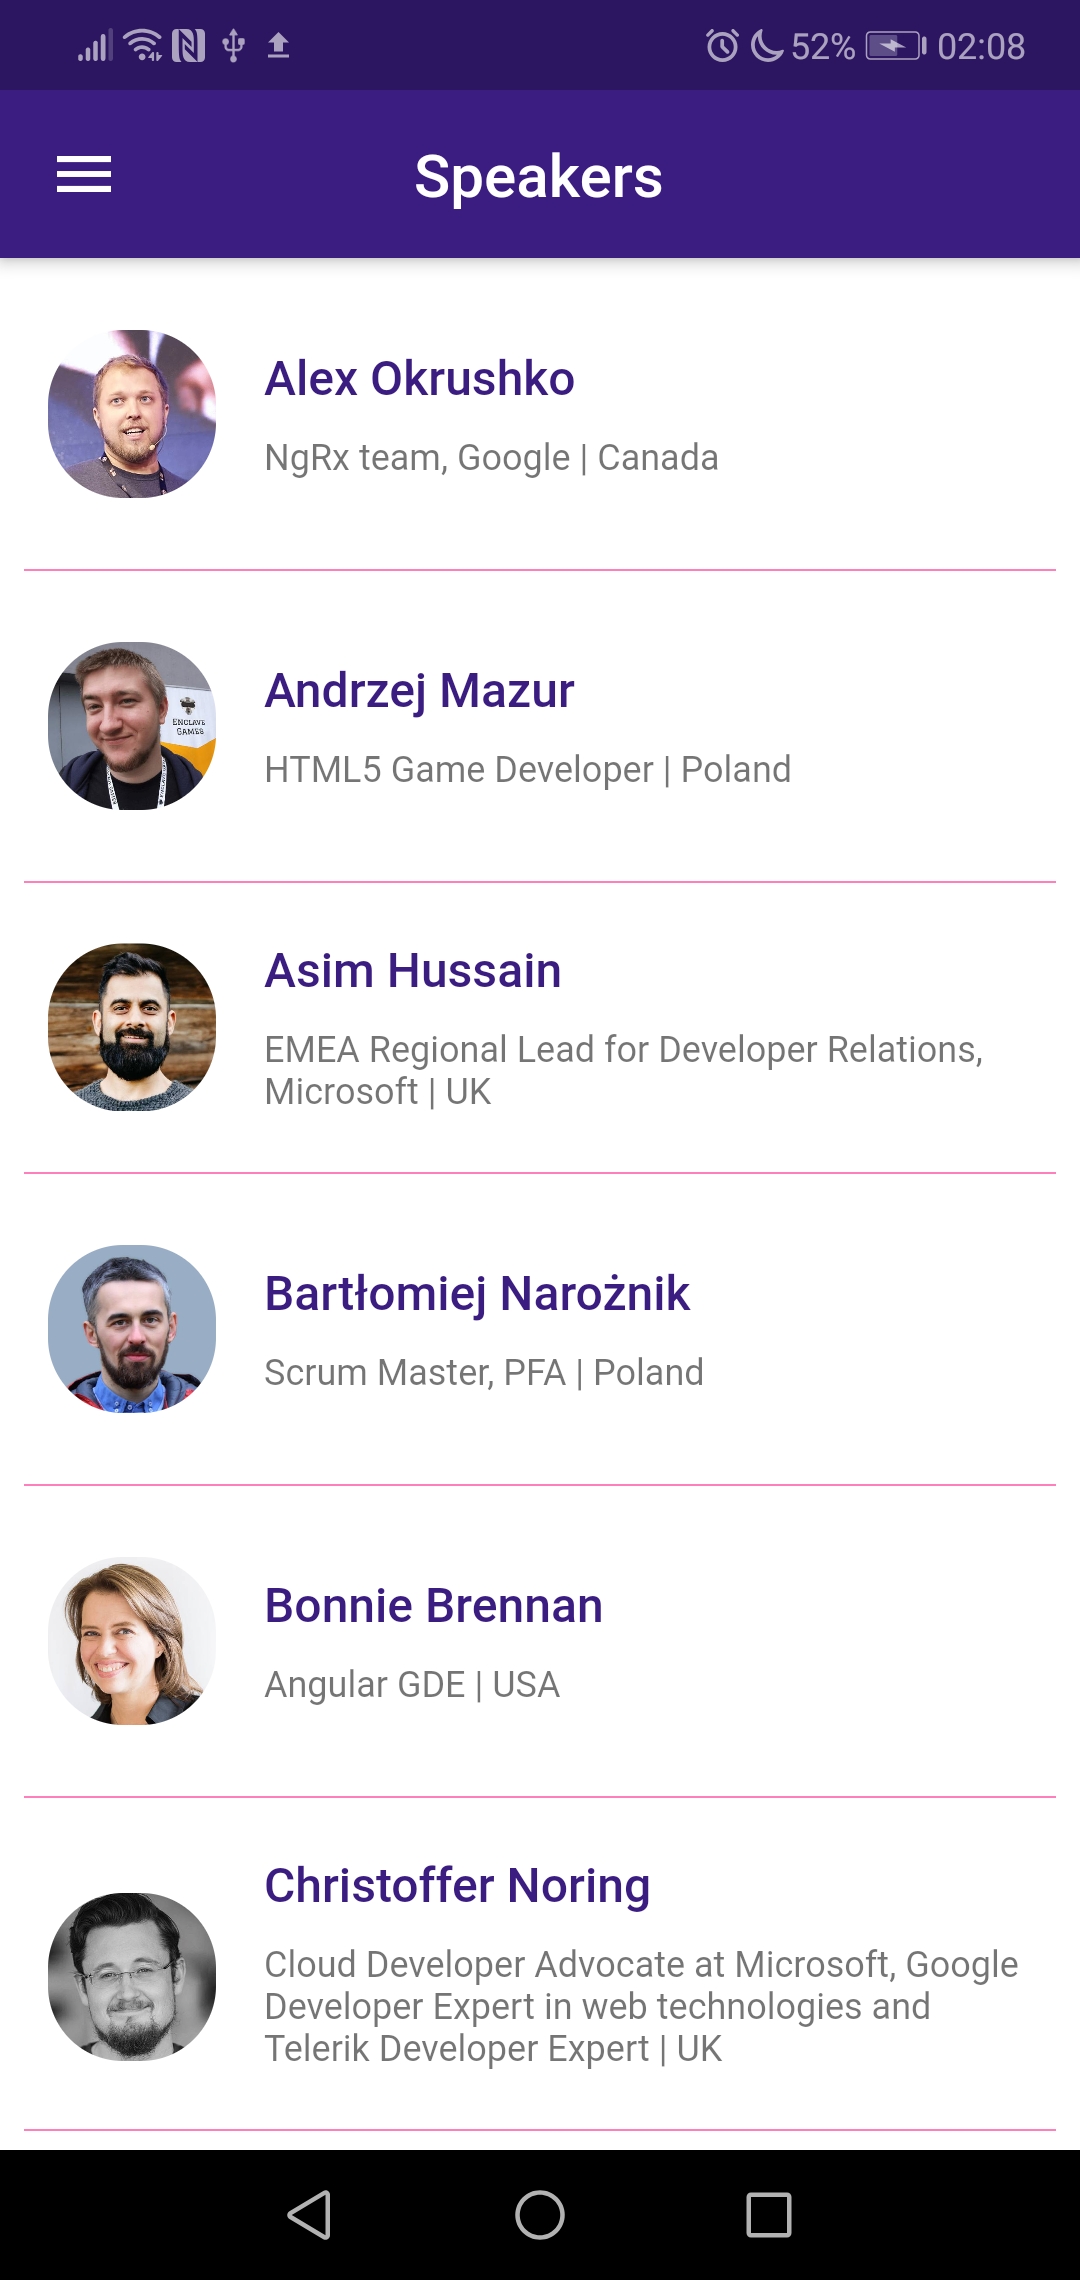 52% 02:08
Speakers
Alex Okrushko
NgRx team, Google | Canada
Andrzej Mazur
HTML5 Game Developer | Poland
ENCLAVE
GAMES
Asim Hussain
EMEA Regional Lead for Developer Relations,
Microsoft | UK
Bartłomiej Narożnik
Scrum Master, PFA | Poland
Bonnie Brennan
Angular GDE | USA
Christoffer Noring
Cloud Developer Advocate at Microsoft, Google
Developer Expert in web technologies and
Telerik Developer Expert | UK